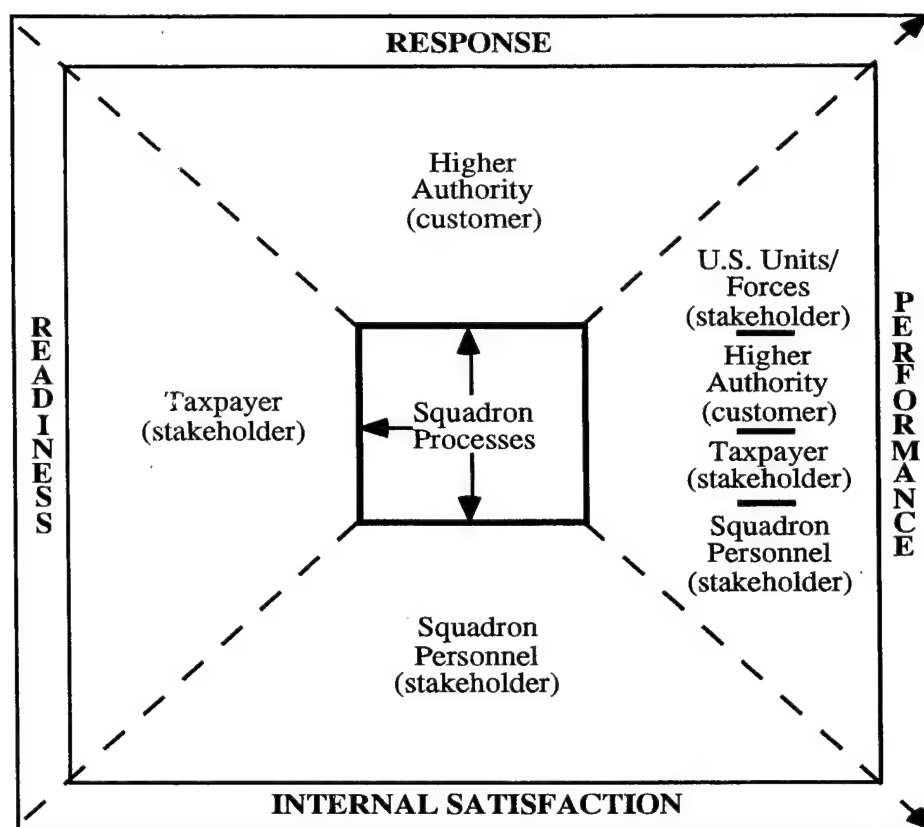 RESPONSE
Higher
Authority
(customer)
READINESS
Taxpayer
(stakeholder)
Squadron
Processes
U.S. Units/
Forces
(stakeholder)
Higher
Authority
(customer)
Taxpayer
(stakeholder)
Squadron
Personnel
(stakeholder)
PERFORMANCE
Squadron
Personnel
(stakeholder)
INTERNAL SATISFACTION